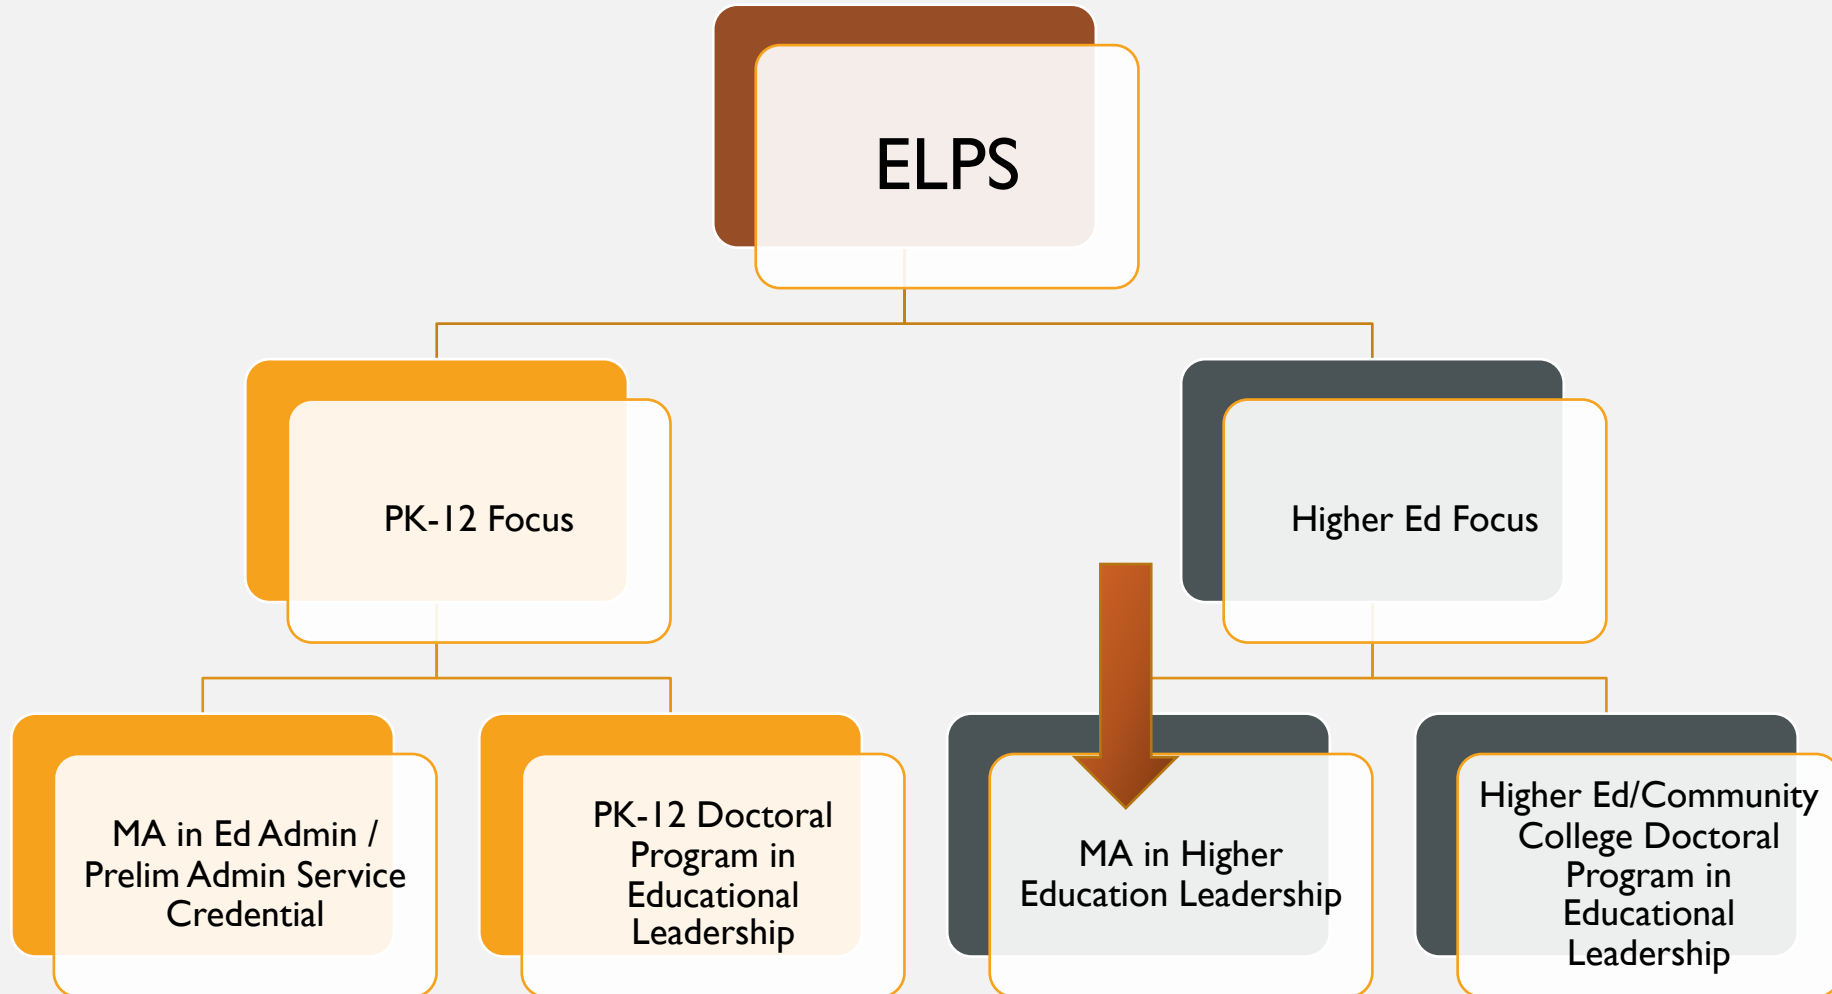 ELPS
PK-12 Focus
Higher Ed Focus
MA in Ed Admin /
Prelim Admin Service
Credential
PK-12 Doctoral
Program in
Educational
Leadership
MA in Higher
Education Leadership
Higher Ed/Community
College Doctoral
Program in
Educational
Leadership